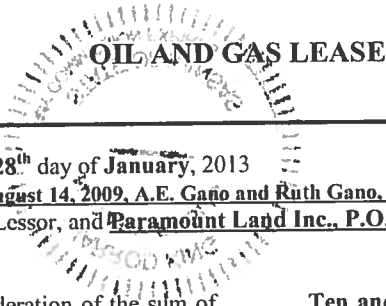 OIL AND GAS LEASE
28th day of January, 2013
ugust 14, 2009, A.E. Gano and Ruth Gano,
Lessor, and Paramount Land Inc., P.O.
deration of the sum of Ten and